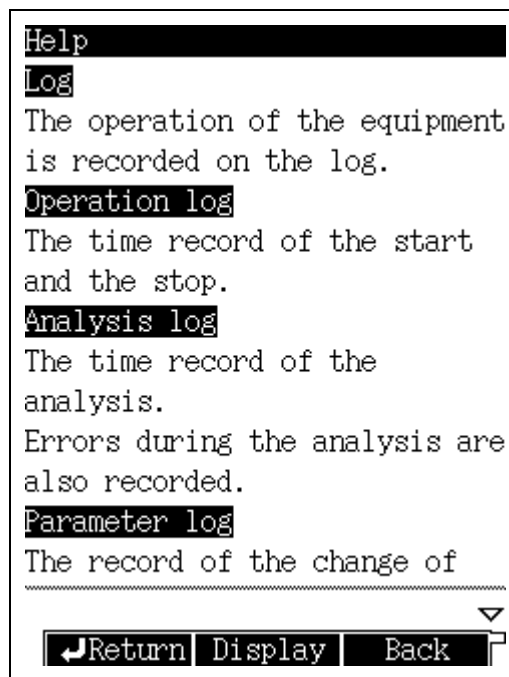 Help
Log
The operation of the equipment
is recorded on the log.
Operation log
The time record of the start
and the stop.
Analysis log
The time record of the
analysis.
Errors during the analysis are
also recorded.
Parameter log
The record of the change of
Return Display Back